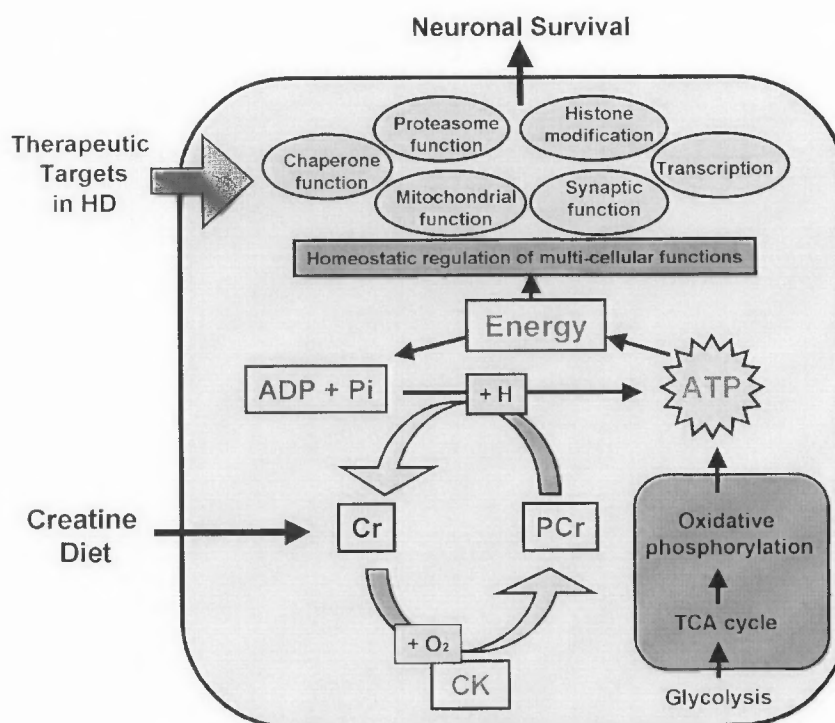 Neuronal Survival
Therapeutic
Targets
in HD
Proteasome
function
Histone
modification
Chaperone
function
Transcription
Mitochondrial
function
Synaptic
function
Homeostatic regulation of multi-cellular functions
Energy
ADP + Pi
+ H
ATP
Creatine
Diet
Cr
PCr
Oxidative
phosphorylation
+ O₂
CK
TCA cycle
Glycolysis